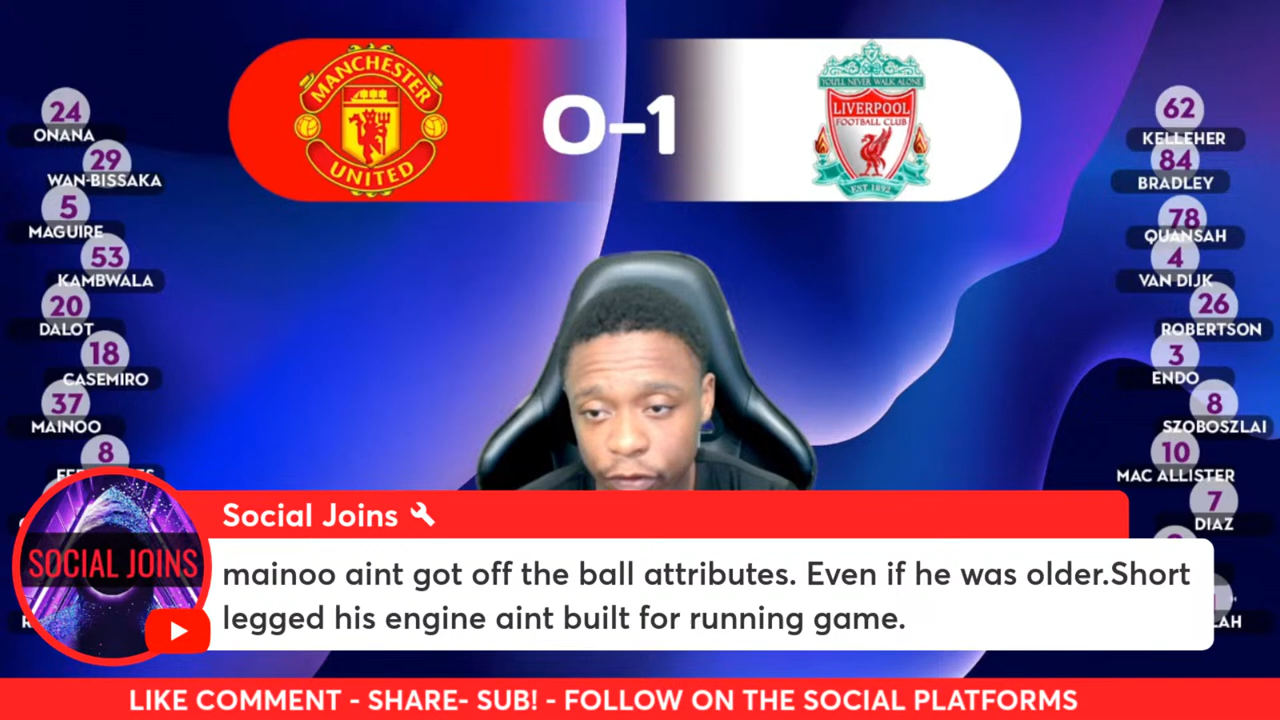 MANCHESTER
UNITED
0-1
YOU'LL NEVER WALK ALONE
LIVERPOOL
FOOTBALL CLUB
EST·1892
24
ONANA
29
WAN-BISSAKA
5
MAGUIRE
53
KAMBWALA
20
DALOT
18
CASEMIRO
37
MAINOO
8
62
KELLEHER
84
BRADLEY
78
QUANSAH
4
VAN DIJK
26
ROBERTSON
3
ENDO
8
SZOBOSZLAI
10
MAC ALLISTER
7
DIAZ
LAH
SOCIAL JOINS
Social Joins
mainoo aint got off the ball attributes. Even if he was older.Short
legged his engine aint built for running game.
LIKE COMMENT - SHARE- SUB! - FOLLOW ON THE SOCIAL PLATFORMS